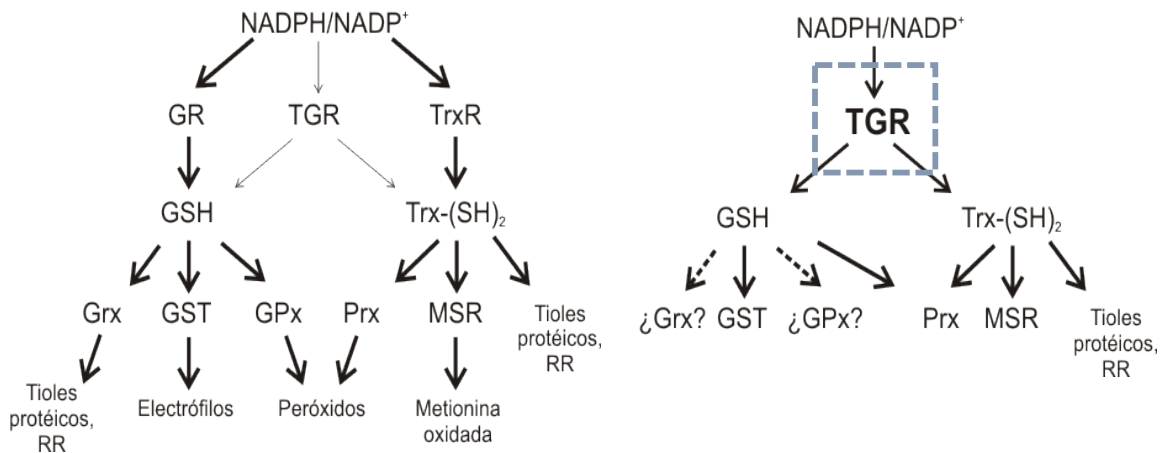 NADPH/NADP⁺
GR TGR TrxR
GSH Trx-(SH)₂
Grx GST GPx Prx MSR Tioles
protéicos,
RR
Tioles
protéicos,
RR
Electrófilos Peróxidos Metionina
oxidada
NADPH/NADP⁺
TGR
GSH Trx-(SH)₂
¿Grx? GST ¿GPx? Prx MSR Tioles
protéicos,
RR